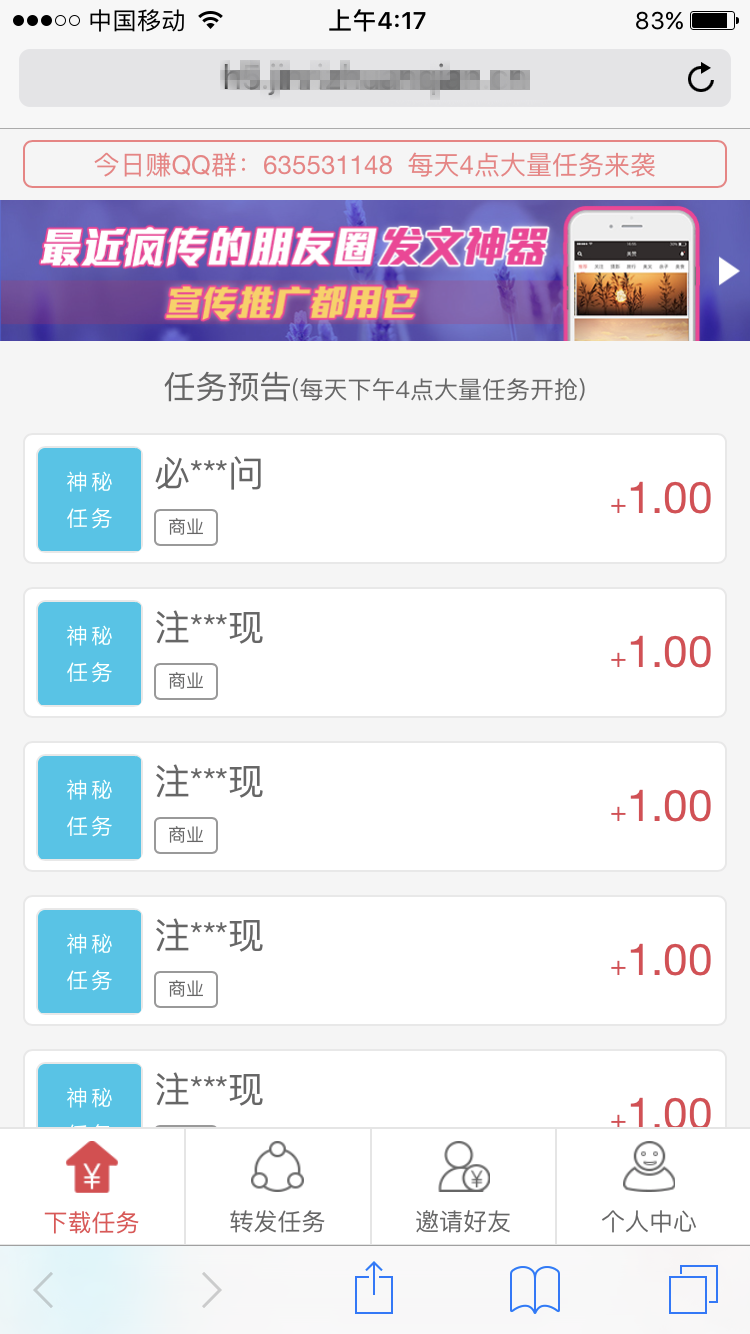 中国移动
上午4:17
83%
今日赚QQ群：635531148 每天4点大量任务来袭
最近疯传的朋友圈发文神器
宣传推广都用它
任务预告(每天下午4点大量任务开抢)
神秘
任务
必***问
商业
+1.00
神秘
任务
注***现
商业
+1.00
神秘
任务
注***现
商业
+1.00
神秘
任务
注***现
商业
+1.00
神秘
注***现
+1.00
下载任务
转发任务
邀请好友
个人中心